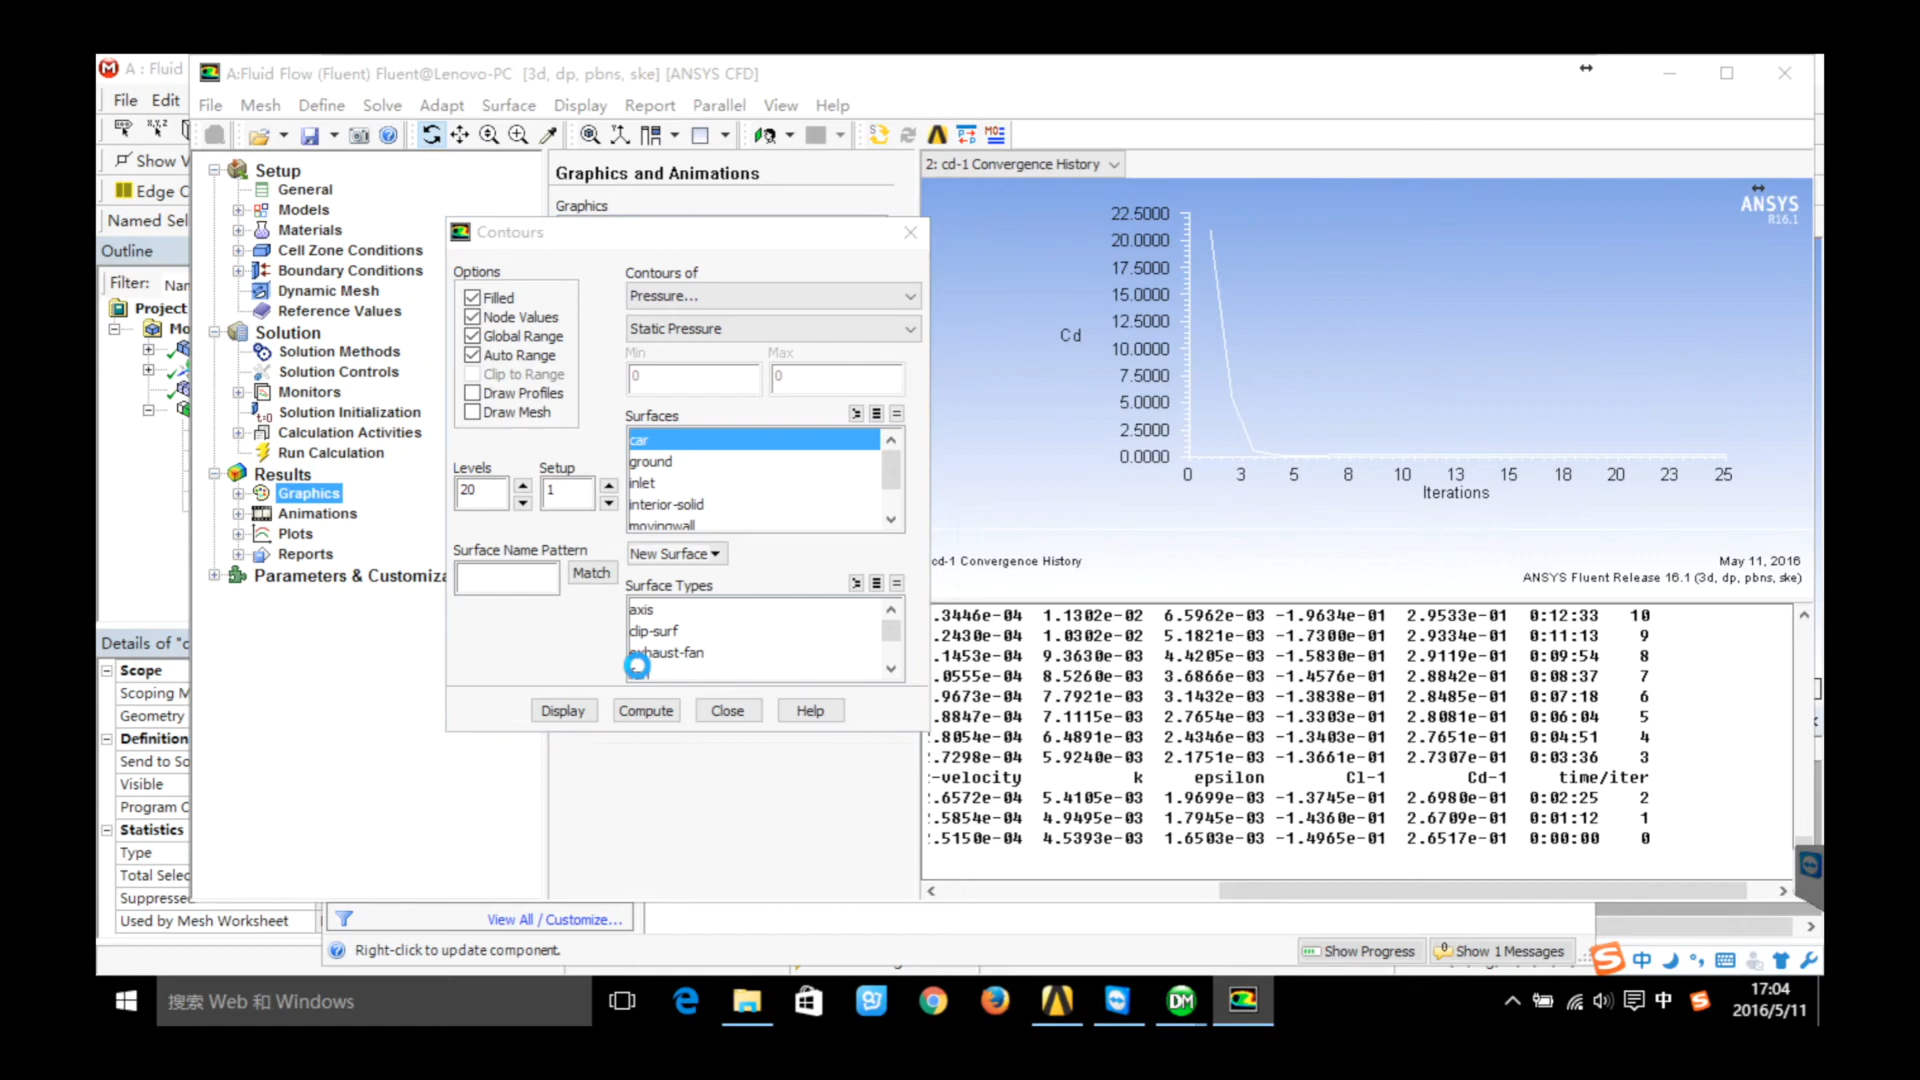 A : Fluid
A:Fluid Flow (Fluent) Fluent@Lenovo-PC [3d, dp, pbns, ske] [ANSYS CFD]
File Edit
File Mesh Define Solve Adapt Surface Display Report Parallel View Help
Show V
Edge C
Named Sel
Outline
Filter: Nar
Project
Mo
Setup
General
Models
Materials
Cell Zone Conditions
Boundary Conditions
Dynamic Mesh
Reference Values
Solution
Solution Methods
Solution Controls
Monitors
Solution Initialization
Calculation Activities
Run Calculation
Results
Graphics
Animations
Plots
Reports
Parameters & Customiza
Graphics and Animations
Graphics
Contours
Options
Filled
Node Values
Global Range
Auto Range
Clip to Range
Draw Profiles
Draw Mesh
Levels Setup
20 1
Surface Name Pattern
Match
Contours of
Pressure...
Static Pressure
Min Max
0 0
Surfaces
car
ground
inlet
interior-solid
movingwall
New Surface
Surface Types
axis
clip-surf
exhaust-fan
Display Compute Close Help
2: cd-1 Convergence History
ANSYS
R16.1
22.5000
20.0000
17.5000
15.0000
12.5000
10.0000
7.5000
5.0000
2.5000
0.0000
Cd
0 3 5 8 10 13 15 18 20 23 25
Iterations
cd-1 Convergence History
May 11, 2016
ANSYS Fluent Release 16.1 (3d, dp, pbns, ske)
.3446e-04 1.1302e-02 6.5962e-03 -1.9634e-01 2.9533e-01 0:12:33 10
.2430e-04 1.0302e-02 5.1821e-03 -1.7300e-01 2.9334e-01 0:11:13 9
.1453e-04 9.3630e-03 4.4205e-03 -1.5830e-01 2.9119e-01 0:09:54 8
.0555e-04 8.5260e-03 3.6866e-03 -1.4576e-01 2.8842e-01 0:08:37 7
.9673e-04 7.7921e-03 3.1432e-03 -1.3838e-01 2.8485e-01 0:07:18 6
.8847e-04 7.1115e-03 2.7654e-03 -1.3303e-01 2.8081e-01 0:06:04 5
.8054e-04 6.4891e-03 2.4346e-03 -1.3403e-01 2.7651e-01 0:04:51 4
.7298e-04 5.9240e-03 2.1751e-03 -1.3661e-01 2.7307e-01 0:03:36 3
-velocity k epsilon Cl-1 Cd-1 time/iter
.6572e-04 5.4105e-03 1.9699e-03 -1.3745e-01 2.6980e-01 0:02:25 2
.5854e-04 4.9495e-03 1.7945e-03 -1.4360e-01 2.6709e-01 0:01:12 1
.5150e-04 4.5393e-03 1.6503e-03 -1.4965e-01 2.6517e-01 0:00:00 0
Details of "c
Scope
Scoping M
Geometry
Definition
Send to So
Visible
Program C
Statistics
Type
Total Selec
Suppressed
Used by Mesh Worksheet
View All / Customize...
Right-click to update component.
Show Progress
Show 1 Messages
中
搜索 Web 和 Windows
DM
中
17:04
2016/5/11